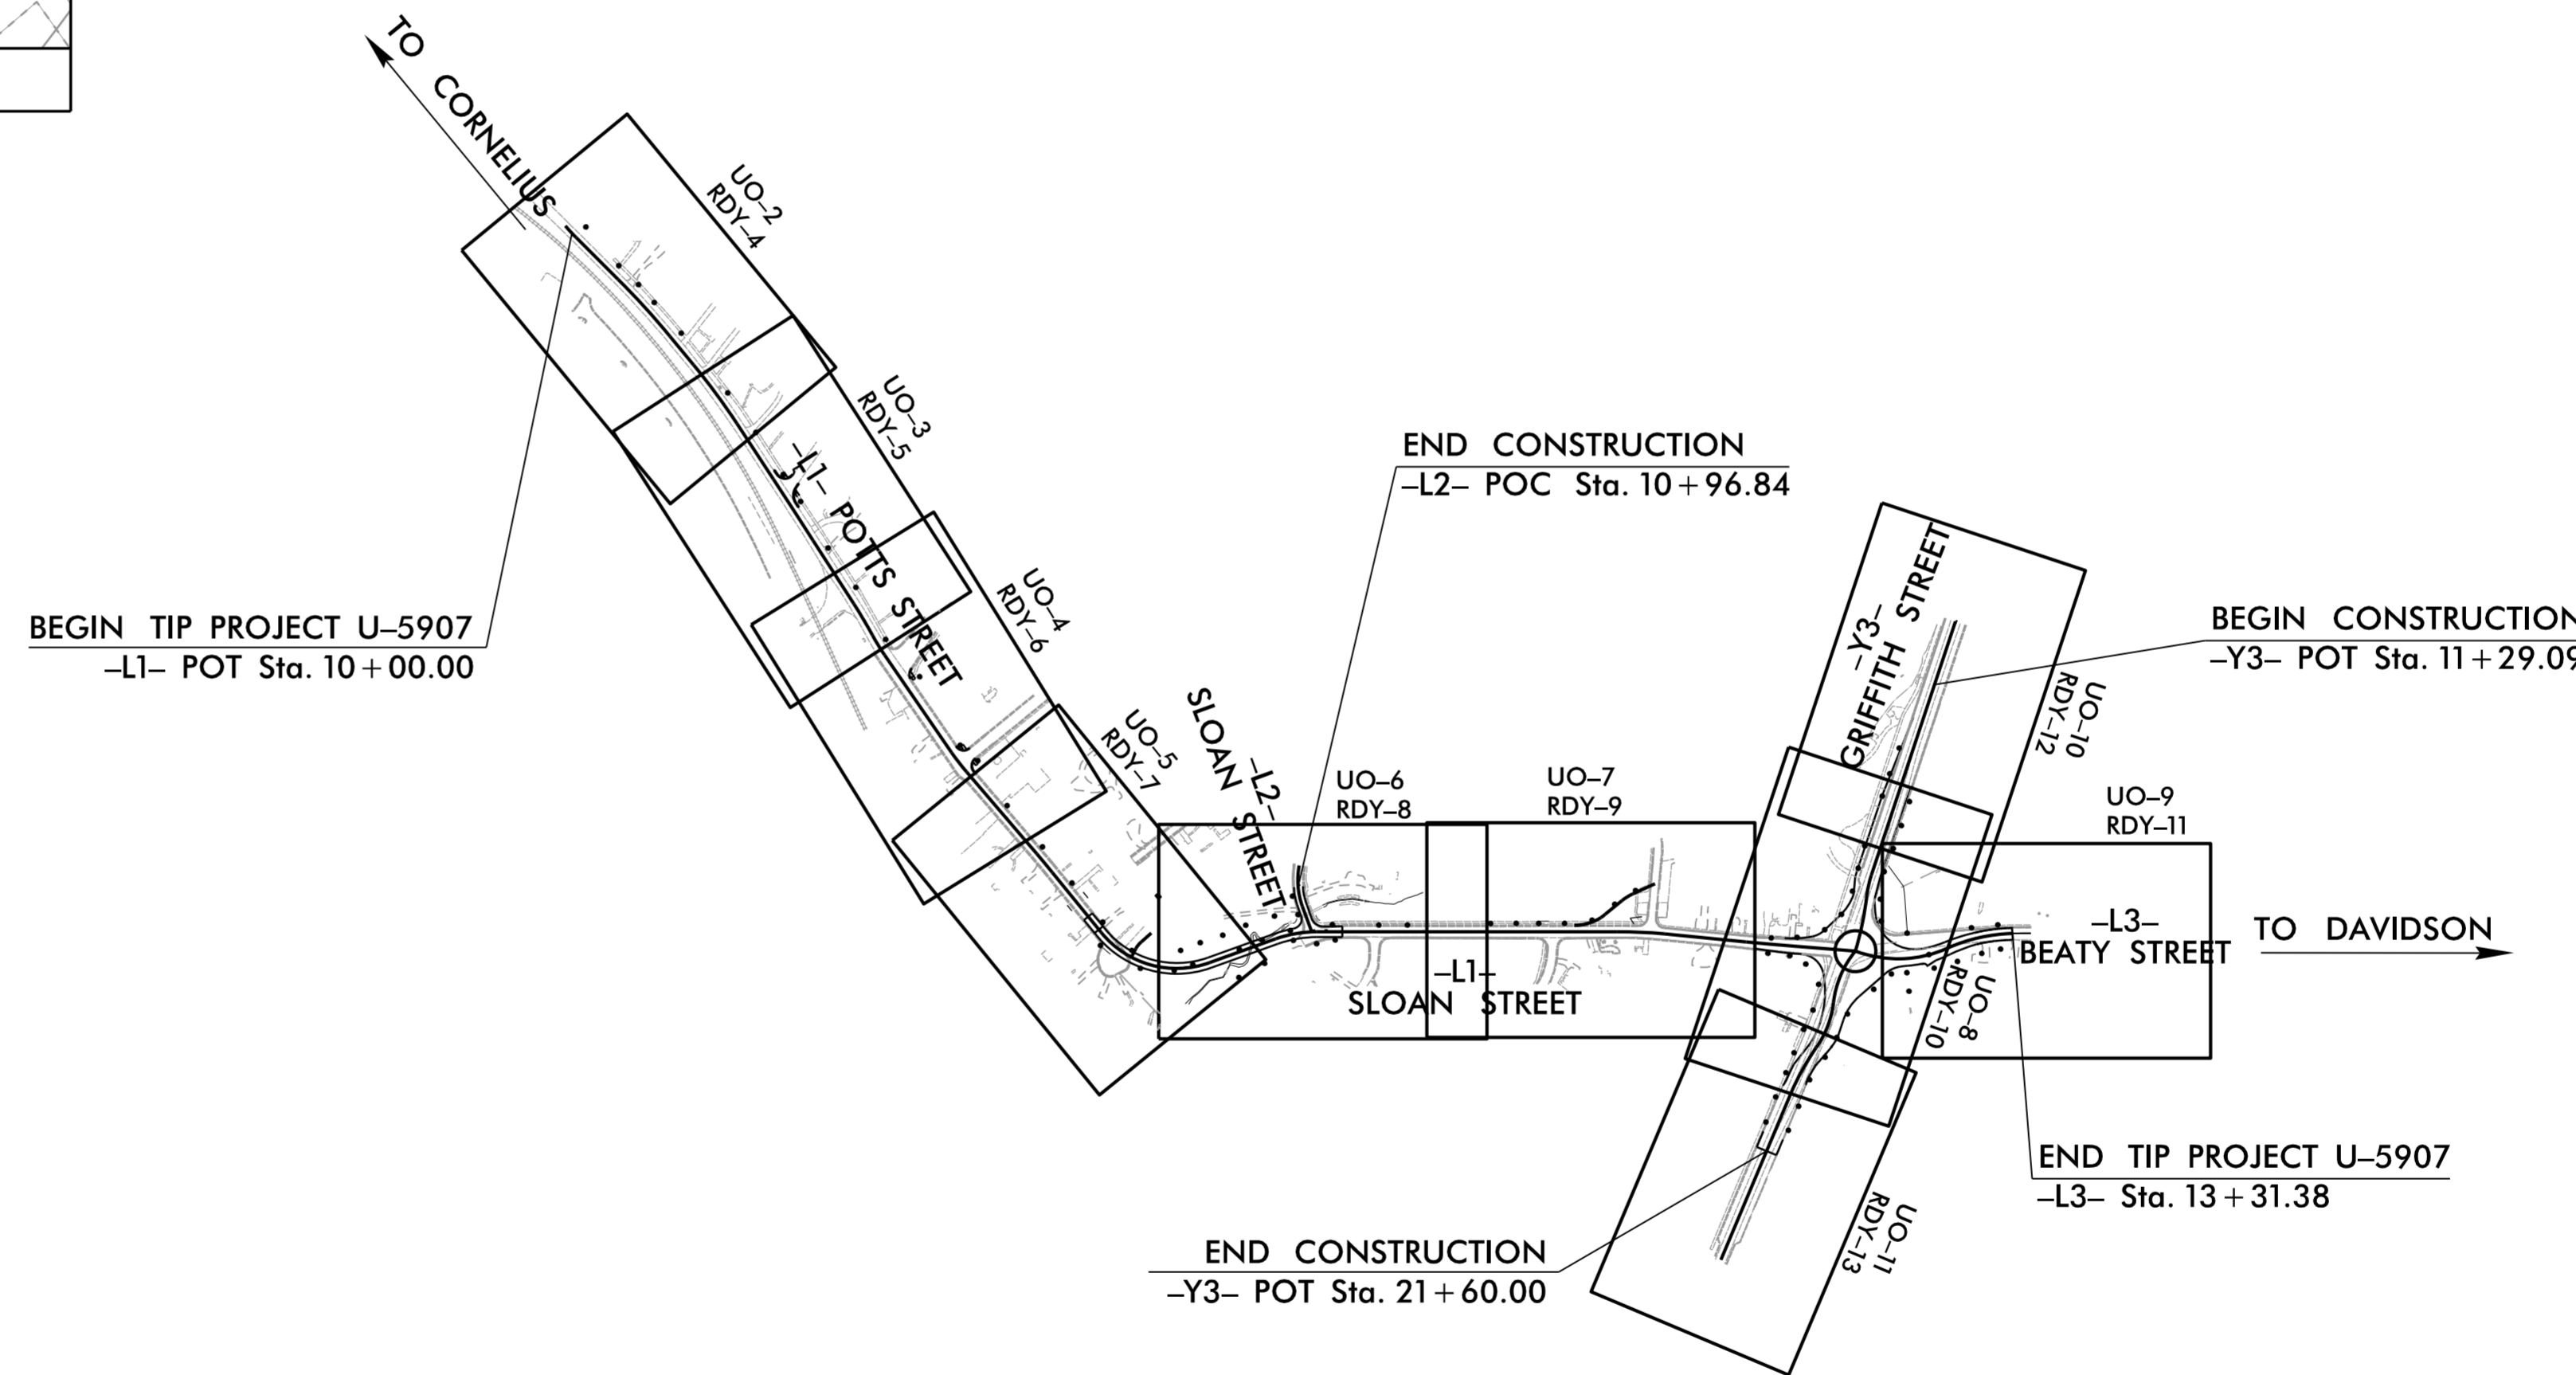 TO CORNELIUS
UO–2
RDY–4
UO–3
RDY–5
–L1– POTTS STREET
END CONSTRUCTION
–L2– POC Sta. 10+96.84
UO–4
RDY–6
BEGIN TIP PROJECT U–5907
–L1– POT Sta. 10+00.00
–Y3–
GRIFFITH STREET
BEGIN CONSTRUCTION
–Y3– POT Sta. 11+29.09
UO–10
RDY–12
UO–5
RDY–7
–L2–
SLOAN STREET
UO–6
RDY–8
UO–7
RDY–9
UO–9
RDY–11
–L3–
BEATY STREET
TO DAVIDSON
–L1–
SLOAN STREET
UO–8
RDY–10
END TIP PROJECT U–5907
–L3– Sta. 13+31.38
END CONSTRUCTION
–Y3– POT Sta. 21+60.00
UO–11
RDY–13